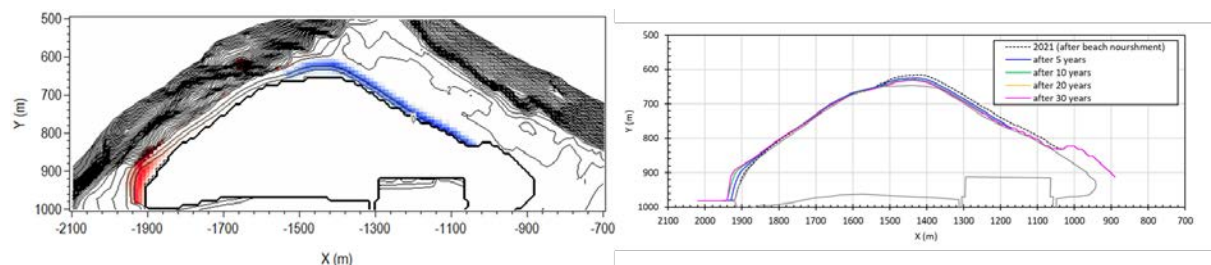 500
600
700
800
900
1000
Y (m)
-2100 -1900 -1700 -1500 -1300 -1100 -900 -700
X (m)
2021 (after beach nourshment)
after 5 years
after 10 years
after 20 years
after 30 years
500
600
700
800
900
1000
Y (m)
2100 2000 1900 1800 1700 1600 1500 1400 1300 1200 1100 1000 900 800 700
X (m)